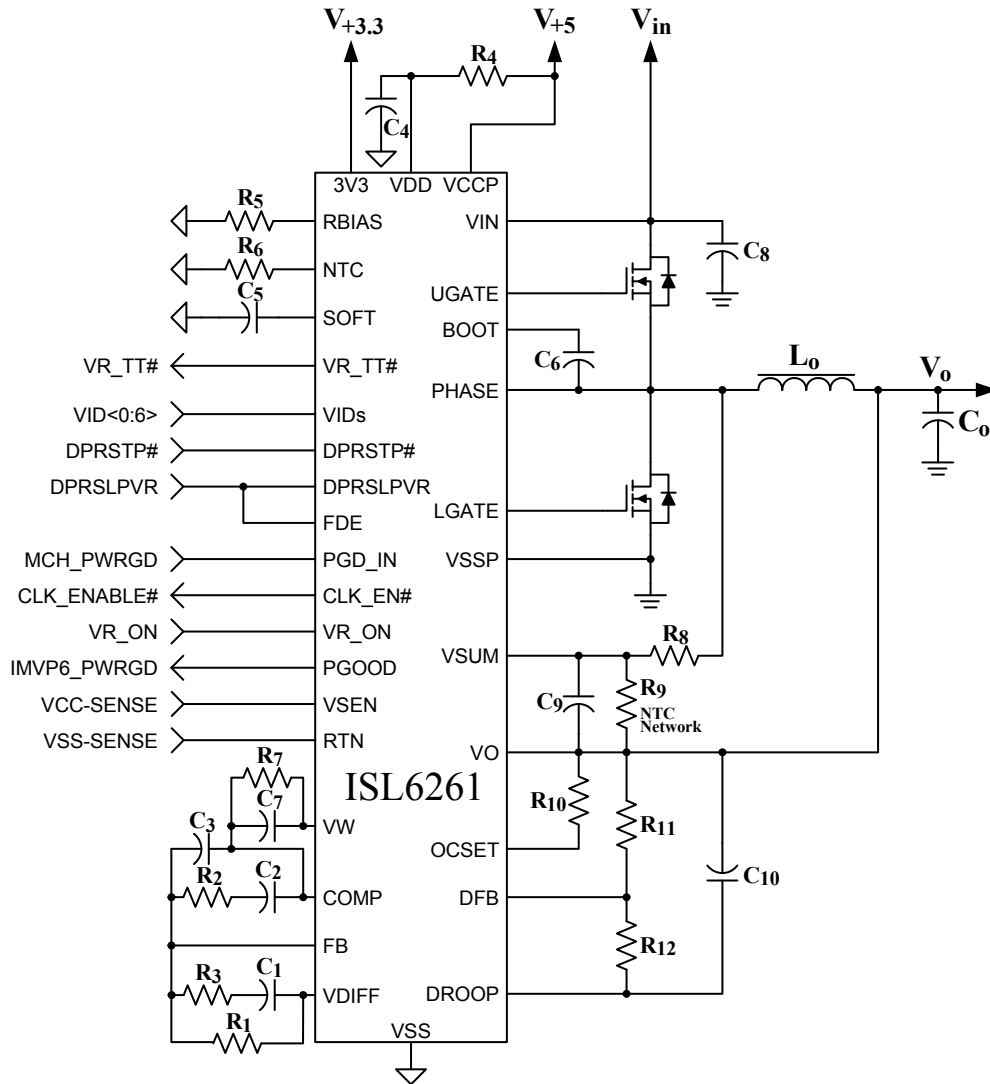 V+3.3
V+5
Vin
R4
C4
3V3
VDD
VCCP
R5
RBIAS
VIN
R6
C8
NTC
C5
UGATE
SOFT
BOOT
VR_TT#
VR_TT#
C6
Lo
Vo
PHASE
VID<0:6>
VIDs
Co
DPRSTP#
DPRSTP#
DPRSLPVR
DPRSLPVR
LGATE
FDE
MCH_PWRGD
PGD_IN
VSSP
CLK_ENABLE#
CLK_EN#
VR_ON
VR_ON
R8
VSUM
IMVP6_PWRGD
PGOOD
R9
NTC
Network
C9
VCC-SENSE
VSEN
VSS-SENSE
RTN
VO
R7
ISL6261
C7
R10
C3
VW
R11
OCSET
R2
C2
C10
COMP
DFB
FB
R12
R3
C1
VDIFF
DROOP
R1
VSS